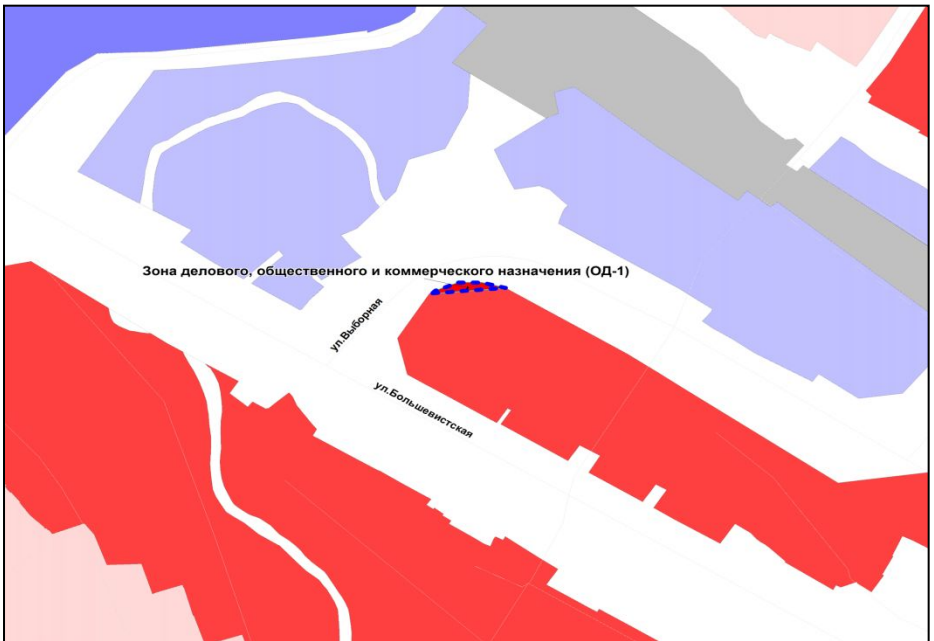 Зона делового, общественного и коммерческого назначения (ОД-1)
ул.Выборная
ул.Большевистская